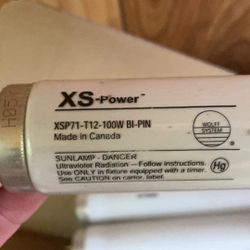 XS-Power™
XSP71-T12-100W BI-PIN
Made in Canada
WOLFF
SYSTEM
SUNLAMP - DANGER
Ultraviolet Radiation — Follow instructions.
Use ONLY in fixture equipped with a timer.
See CAUTION on carton label.
Hg